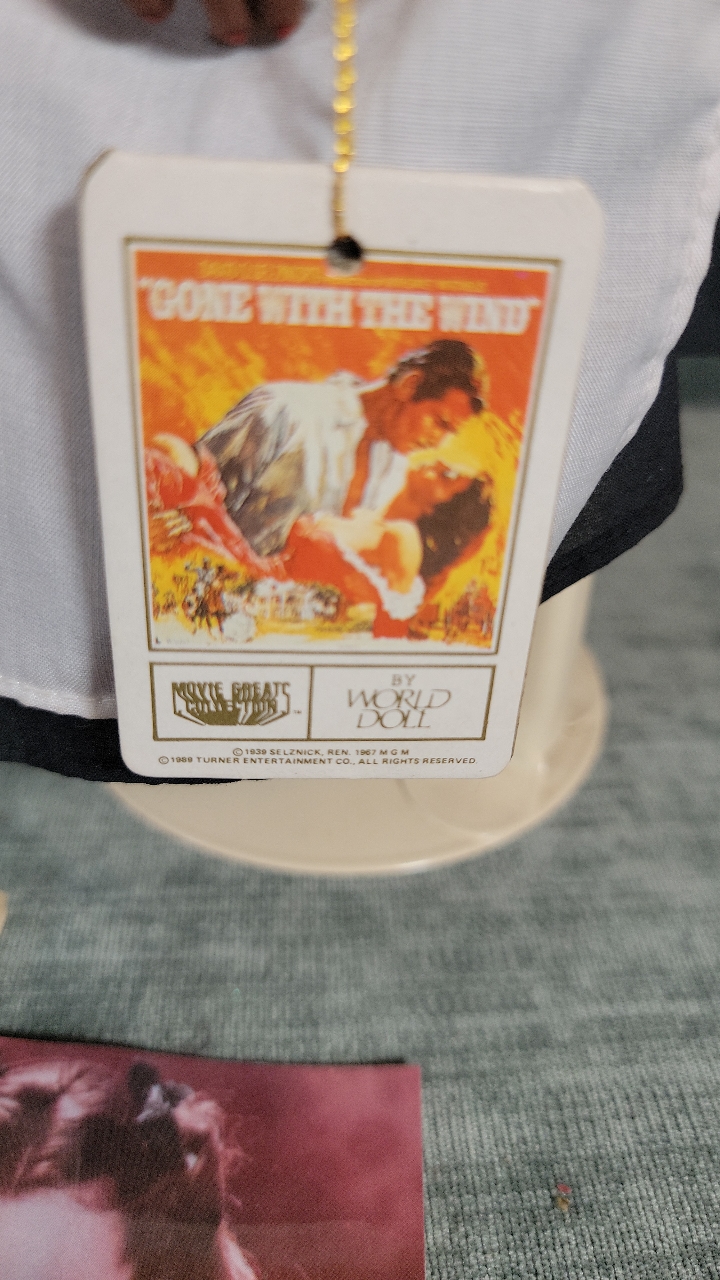 "GONE WITH THE WIND"
MOVIE GREATS
COLLECTION™
BY
WORLD
DOLL
©1939 SELZNICK, REN. 1967 M G M
©1989 TURNER ENTERTAINMENT CO., ALL RIGHTS RESERVED.